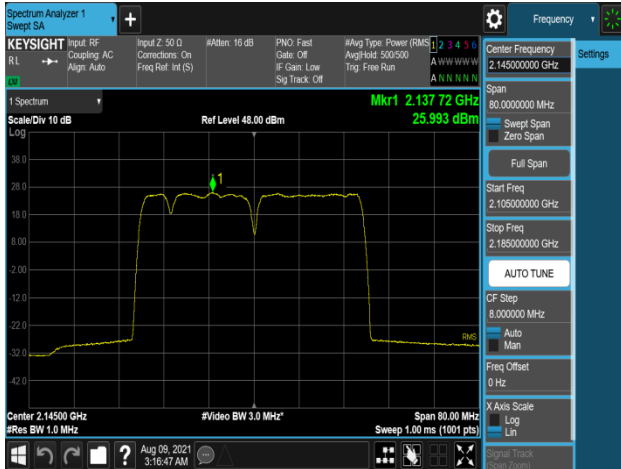 Spectrum Analyzer 1
Swept SA
+
Frequency
KEYSIGHT
RL
LV
Input: RF
Coupling: AC
Align: Auto
Input Z: 50 Ω
Corrections: On
Freq Ref: Int (S)
#Atten: 16 dB
PNO: Fast
Gate: Off
IF Gain: Low
Sig Track: Off
#Avg Type: Power (RMS
Avg|Hold: 500/500
Trig: Free Run
1 2 3 4 5 6
A W W W W W
A N N N N N
1 Spectrum
Scale/Div 10 dB
Ref Level 48.00 dBm
Mkr1 2.137 72 GHz
25.993 dBm
Log
38.0
28.0
18.0
8.00
-2.00
-12.0
-22.0
-32.0
-42.0
1
RMS
Center 2.14500 GHz
#Res BW 1.0 MHz
#Video BW 3.0 MHz*
Span 80.00 MHz
Sweep 1.00 ms (1001 pts)
Center Frequency
2.145000000 GHz
Settings
Span
80.0000000 MHz
Swept Span
Zero Span
Full Span
Start Freq
2.105000000 GHz
Stop Freq
2.185000000 GHz
AUTO TUNE
CF Step
8.000000 MHz
Auto
Man
Freq Offset
0 Hz
X Axis Scale
Log
Lin
Signal Track
(Span Zoom)
?
Aug 09, 2021
3:16:47 AM